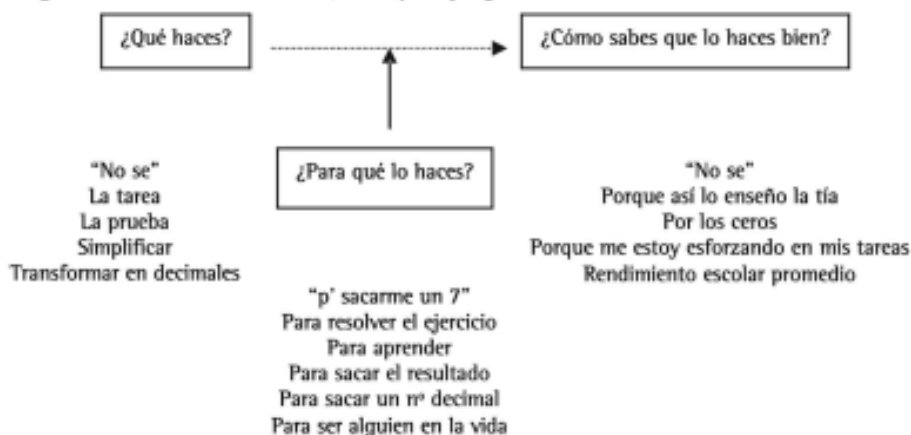 ¿Qué haces?
¿Cómo sabes que lo haces bien?
¿Para qué lo haces?
"No se"
La tarea
La prueba
Simplificar
Transformar en decimales
"p' sacarme un 7"
Para resolver el ejercicio
Para aprender
Para sacar el resultado
Para sacar un nº decimal
Para ser alguien en la vida
"No se"
Porque así lo enseño la tía
Por los ceros
Porque me estoy esforzando en mis tareas
Rendimiento escolar promedio